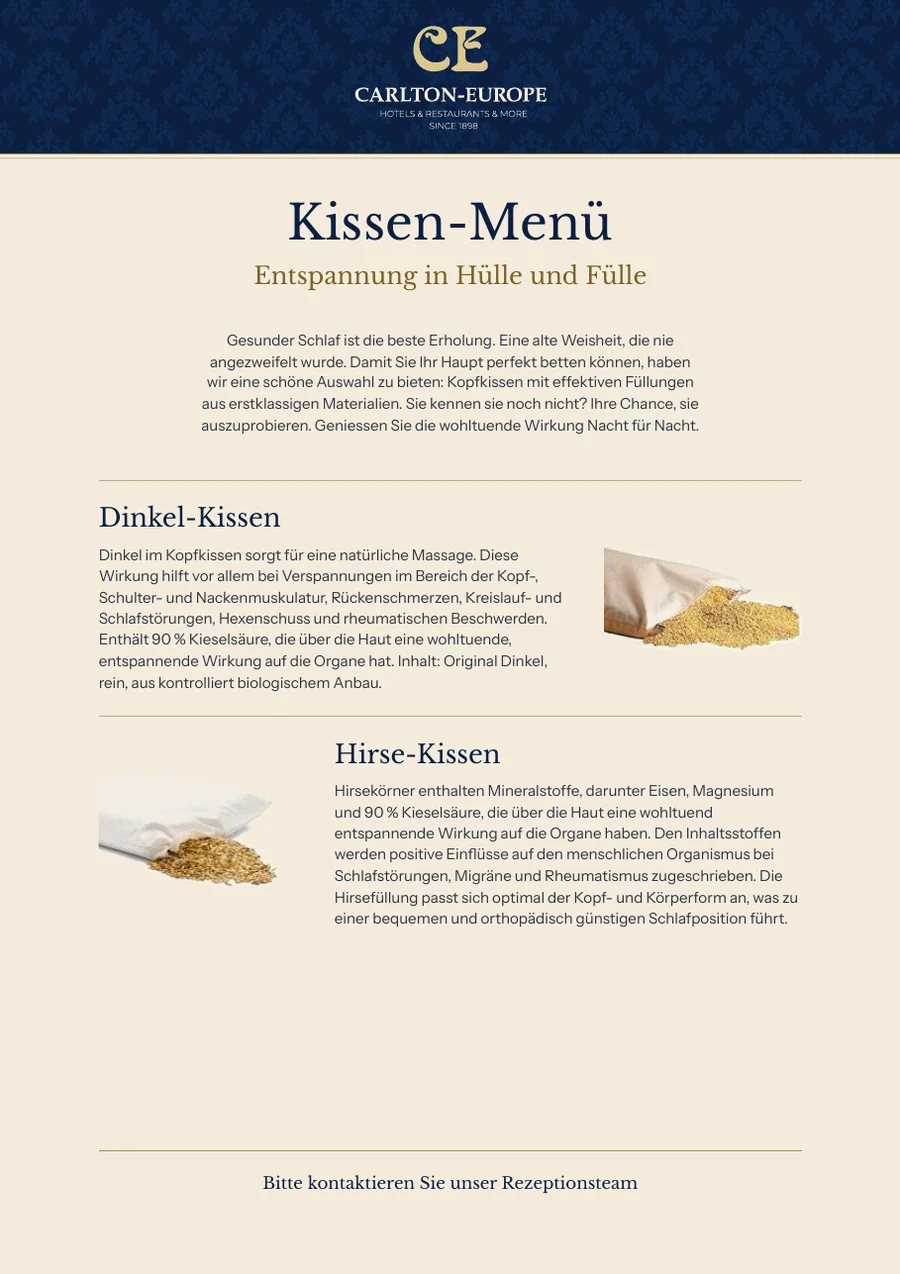 CE
CARLTON-EUROPE
HOTELS & RESTAURANTS & MORE
SINCE 1898
Kissen-Menü
Entspannung in Hülle und Fülle
Gesunder Schlaf ist die beste Erholung. Eine alte Weisheit, die nie
angezweifelt wurde. Damit Sie Ihr Haupt perfekt betten können, haben
wir eine schöne Auswahl zu bieten: Kopfkissen mit effektiven Füllungen
aus erstklassigen Materialien. Sie kennen sie noch nicht? Ihre Chance, sie
auszuprobieren. Geniessen Sie die wohltuende Wirkung Nacht für Nacht.
Dinkel-Kissen
Dinkel im Kopfkissen sorgt für eine natürliche Massage. Diese
Wirkung hilft vor allem bei Verspannungen im Bereich der Kopf-,
Schulter- und Nackenmuskulatur, Rückenschmerzen, Kreislauf- und
Schlafstörungen, Hexenschuss und rheumatischen Beschwerden.
Enthält 90 % Kieselsäure, die über die Haut eine wohltuende,
entspannende Wirkung auf die Organe hat. Inhalt: Original Dinkel,
rein, aus kontrolliert biologischem Anbau.
Hirse-Kissen
Hirsekörner enthalten Mineralstoffe, darunter Eisen, Magnesium
und 90 % Kieselsäure, die über die Haut eine wohltuend
entspannende Wirkung auf die Organe haben. Den Inhaltsstoffen
werden positive Einflüsse auf den menschlichen Organismus bei
Schlafstörungen, Migräne und Rheumatismus zugeschrieben. Die
Hirsefüllung passt sich optimal der Kopf- und Körperform an, was zu
einer bequemen und orthopädisch günstigen Schlafposition führt.
Bitte kontaktieren Sie unser Rezeptionsteam